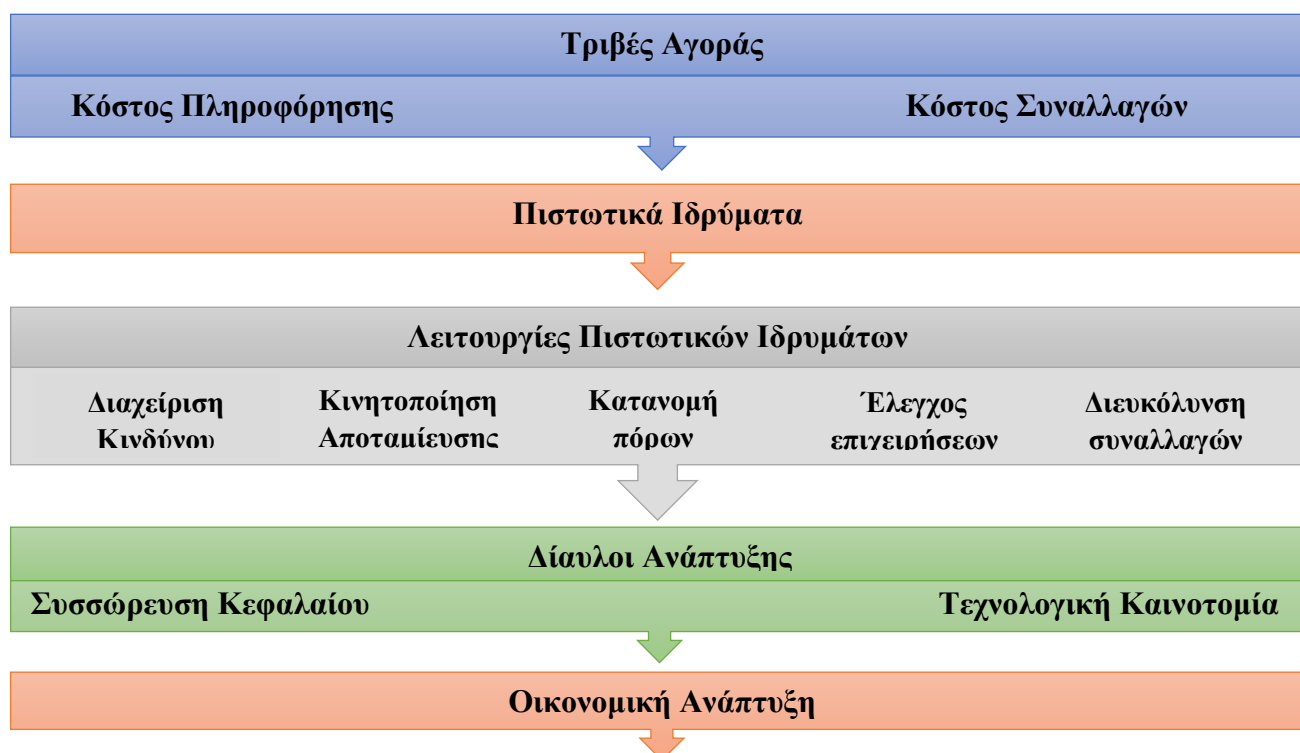 Τριβές Αγοράς
Κόστος Πληροφόρησης Κόστος Συναλλαγών
Πιστωτικά Ιδρύματα
Λειτουργίες Πιστωτικών Ιδρυμάτων
Διαχείριση Κινδύνου
Κινητοποίηση Αποταμίευσης
Κατανομή πόρων
Έλεγχος επιχειρήσεων
Διευκόλυνση συναλλαγών
Δίαυλοι Ανάπτυξης
Συσσώρευση Κεφαλαίου Τεχνολογική Καινοτομία
Οικονομική Ανάπτυξη